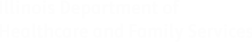 Illinois Department of
Healthcare and Family Services